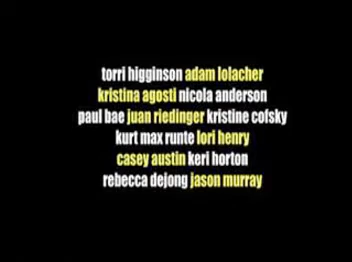 torri higginson adam lolacher
kristina agosti nicola anderson
paul bae juan riedinger kristine cofsky
kurt max runte lori henry
casey austin keri horton
rebecca dejong jason murray